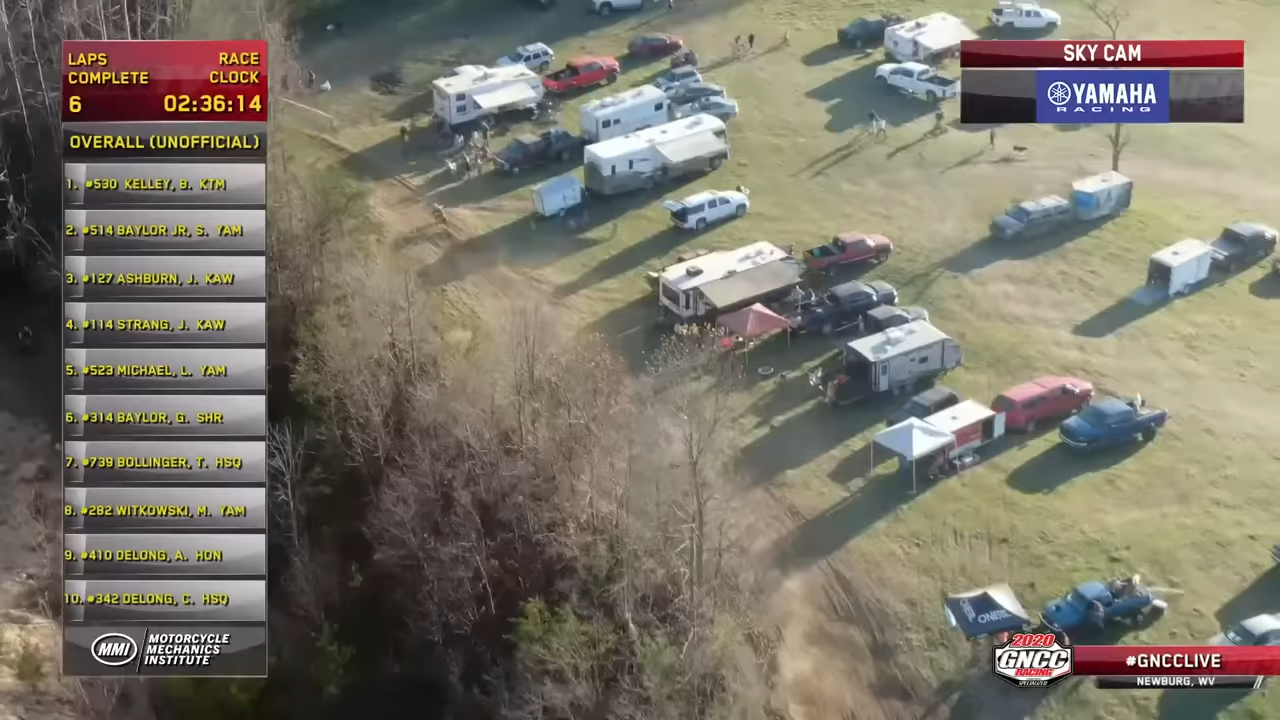 LAPS COMPLETE
RACE CLOCK
6
02:36:14
OVERALL (UNOFFICIAL)
1. #530 KELLEY, B. KTM
2. #514 BAYLOR JR, S. YAM
3. #127 ASHBURN, J. KAW
4. #114 STRANG, J. KAW
5. #523 MICHAEL, L. YAM
6. #314 BAYLOR, G. SHR
7. #739 BOLLINGER, T. HSQ
8. #282 WITKOWSKI, M. YAM
9. #410 DELONG, A. HON
10. #342 DELONG, C. HSQ
MMI
MOTORCYCLE
MECHANICS
INSTITUTE
SKY CAM
YAMAHA
RACING
2020
GNCC
RACING
#GNCCLIVE
NEWBURG, WV